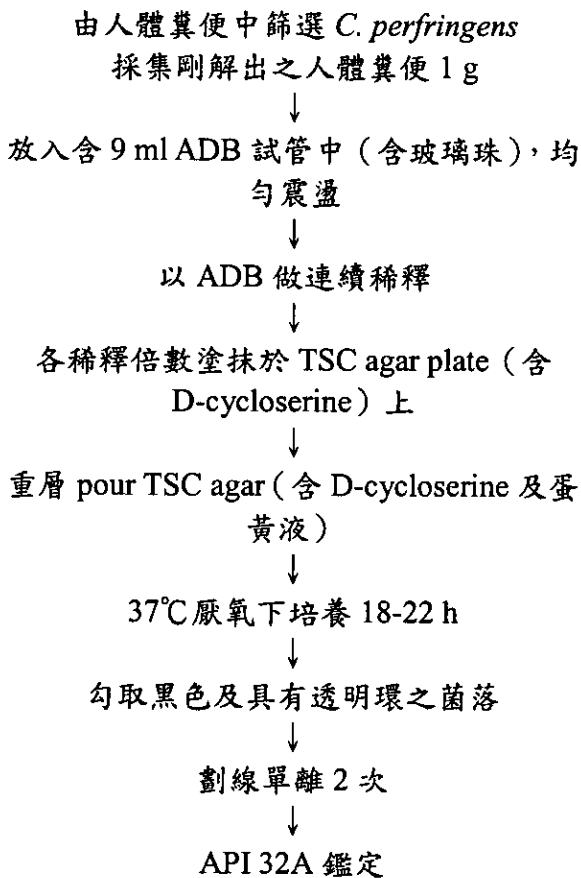 由人體糞便中篩選 C. perfringens
採集剛解出之人體糞便 1 g
↓
放入含 9 ml ADB 試管中（含玻璃珠），均
勻震盪
↓
以 ADB 做連續稀釋
↓
各稀釋倍數塗抹於 TSC agar plate（含
D-cycloserine）上
↓
重層 pour TSC agar（含 D-cycloserine 及蛋
黃液）
↓
37℃厭氧下培養 18-22 h
↓
勾取黑色及具有透明環之菌落
↓
劃線單離 2 次
↓
API 32A 鑑定